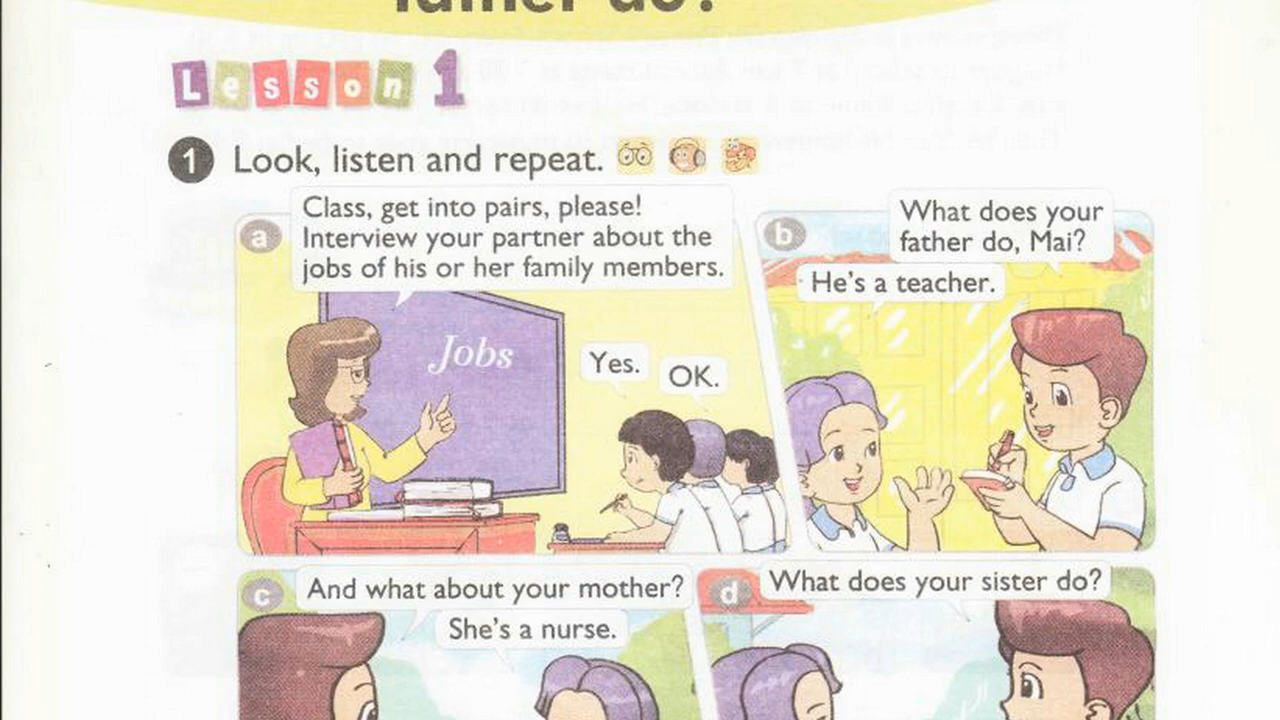 father do?
Lesson 1
1 Look, listen and repeat.
a
Class, get into pairs, please!
Interview your partner about the
jobs of his or her family members.
Jobs
Yes.
OK.
b
What does your
father do, Mai?
He's a teacher.
c
And what about your mother?
She's a nurse.
d
What does your sister do?